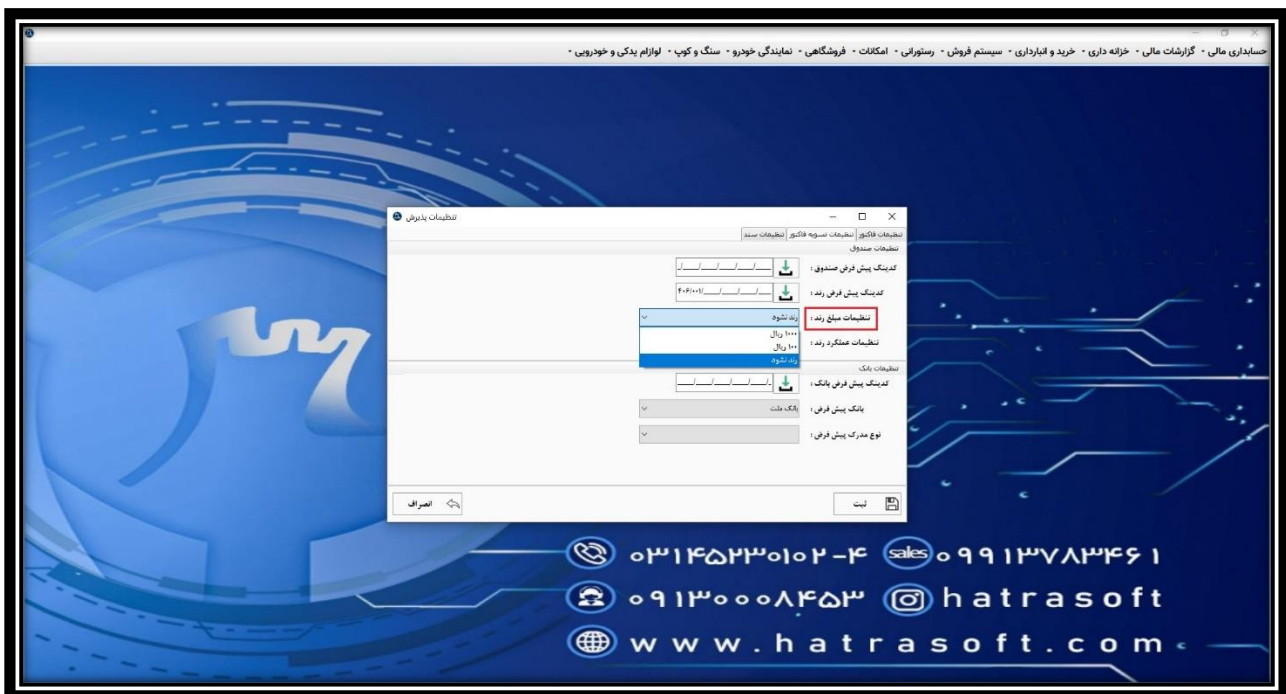 حسابداری مالی - گزارشات مالی - خزانه داری - خرید و انبارداری - سیستم فروش - رستورانی - امکانات - فروشگاهی - نمایندگی خودرو - سنگ و کوپ - لوازام یدکی و خودرویی -
تنظیمات پذیرش
تنظیمات فاکتور تنظیمات تسویه فاکتور تنظیمات سند
تنظیمات صندوق
کدینگ پیش فرض صندوق :
کدینگ پیش فرض رند : ۴۰۶/۰۰۱/
تنظیمات مبلغ رند : رند نشود
۱۰۰۰ ریال
۱۰۰ ریال
رند نشود
تنظیمات عملکرد رند :
تنظیمات بانک
کدینگ پیش فرض بانک :
بانک پیش فرض : بانک ملت
نوع مدرک پیش فرض :
ثبت
انصراف
۰۳۱۴۵۲۳۰۱۰۲-۴ sales ۰۹۹۱۳۷۸۳۴۶۱
۰۹۱۳۰۰۰۸۴۵۳ hatrasoft
www.hatrasoft.com